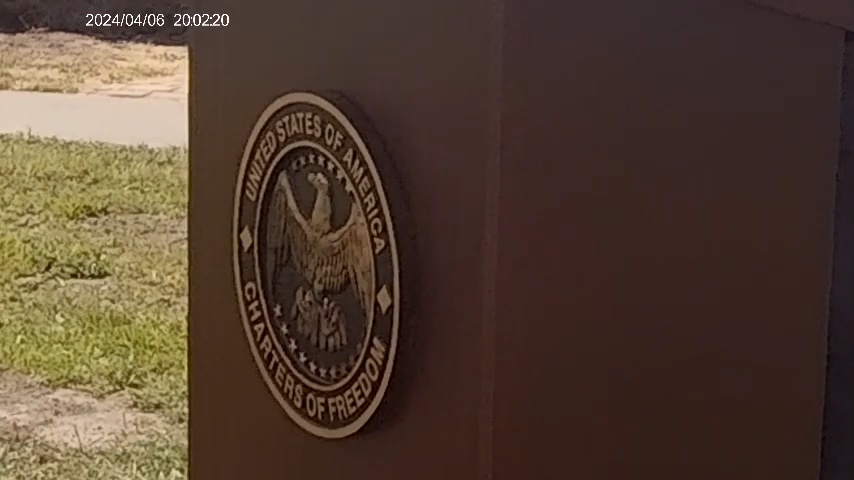 2024/04/06 20:02:20
UNITED STATES OF AMERICA
CHARTERS OF FREEDOM